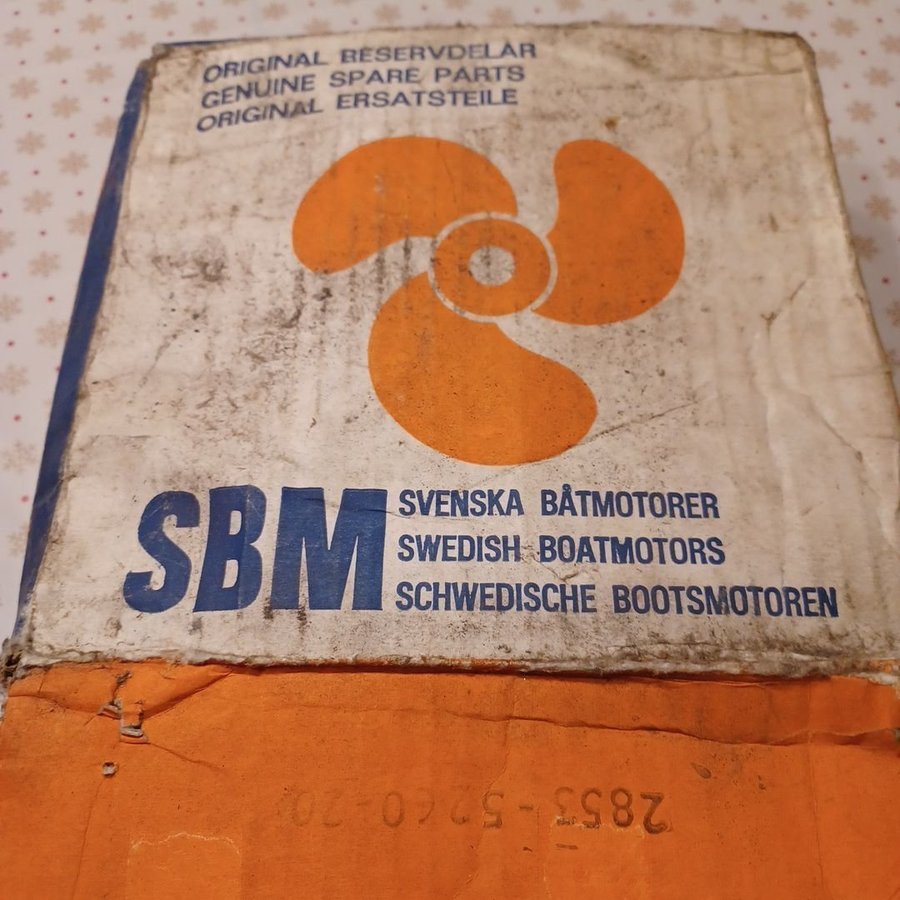 ORIGINAL RESERVDELAR
GENUINE SPARE PARTS
ORIGINAL ERSATSTEILE
SBM
SVENSKA BÅTMOTORER
SWEDISH BOATMOTORS
SCHWEDISCHE BOOTSMOTOREN